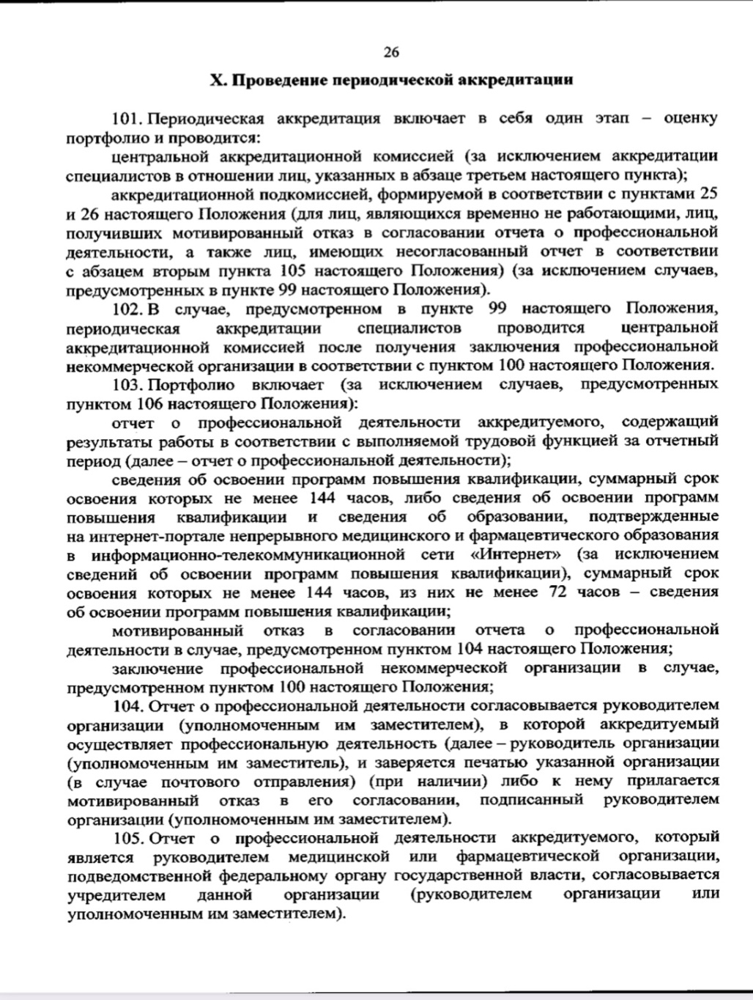 26
X. Проведение периодической аккредитации
101. Периодическая аккредитация включает в себя один этап – оценку
портфолио и проводится:
центральной аккредитационной комиссией (за исключением аккредитации
специалистов в отношении лиц, указанных в абзаце третьем настоящего пункта);
аккредитационной подкомиссией, формируемой в соответствии с пунктами 25
и 26 настоящего Положения (для лиц, являющихся временно не работающими, лиц,
получивших мотивированный отказ в согласовании отчета о профессиональной
деятельности, а также лиц, имеющих несогласованный отчет в соответствии
с абзацем вторым пункта 105 настоящего Положения) (за исключением случаев,
предусмотренных в пункте 99 настоящего Положения).
102. В случае, предусмотренном в пункте 99 настоящего Положения,
периодическая аккредитации специалистов проводится центральной
аккредитационной комиссией после получения заключения профессиональной
некоммерческой организации в соответствии с пунктом 100 настоящего Положения.
103. Портфолио включает (за исключением случаев, предусмотренных
пунктом 106 настоящего Положения):
отчет о профессиональной деятельности аккредитуемого, содержащий
результаты работы в соответствии с выполняемой трудовой функцией за отчетный
период (далее – отчет о профессиональной деятельности);
сведения об освоении программ повышения квалификации, суммарный срок
освоения которых не менее 144 часов, либо сведения об освоении программ
повышения квалификации и сведения об образовании, подтвержденные
на интернет-портале непрерывного медицинского и фармацевтического образования
в информационно-телекоммуникационной сети «Интернет» (за исключением
сведений об освоении программ повышения квалификации), суммарный срок
освоения которых не менее 144 часов, из них не менее 72 часов – сведения
об освоении программ повышения квалификации;
мотивированный отказ в согласовании отчета о профессиональной
деятельности в случае, предусмотренном пунктом 104 настоящего Положения;
заключение профессиональной некоммерческой организации в случае,
предусмотренном пунктом 100 настоящего Положения;
104. Отчет о профессиональной деятельности согласовывается руководителем
организации (уполномоченным им заместителем), в которой аккредитуемый
осуществляет профессиональную деятельность (далее – руководитель организации
(уполномоченным им заместитель), и заверяется печатью указанной организации
(в случае почтового отправления) (при наличии) либо к нему прилагается
мотивированный отказ в его согласовании, подписанный руководителем
организации (уполномоченным им заместителем).
105. Отчет о профессиональной деятельности аккредитуемого, который
является руководителем медицинской или фармацевтической организации,
подведомственной федеральному органу государственной власти, согласовывается
учредителем данной организации (руководителем организации или
уполномоченным им заместителем).